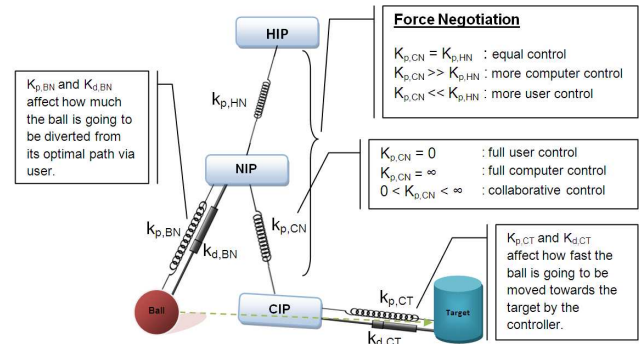 HIP
Force Negotiation
Kp,CN = Kp,HN : equal control
Kp,CN >> Kp,HN : more computer control
Kp,CN << Kp,HN : more user control
Kp,BN and Kd,BN
affect how much
the ball is going to
be diverted from
its optimal path via
user.
kp,HN
NIP
Kp,CN = 0 : full user control
Kp,CN = ∞ : full computer control
0 < Kp,CN < ∞ : collaborative control
kp,BN
kd,BN
kp,CN
Kp,CT and Kd,CT
affect how fast the
ball is going to be
moved towards the
target by the
controller.
kp,CT
Ball
CIP
Target
kd,CT